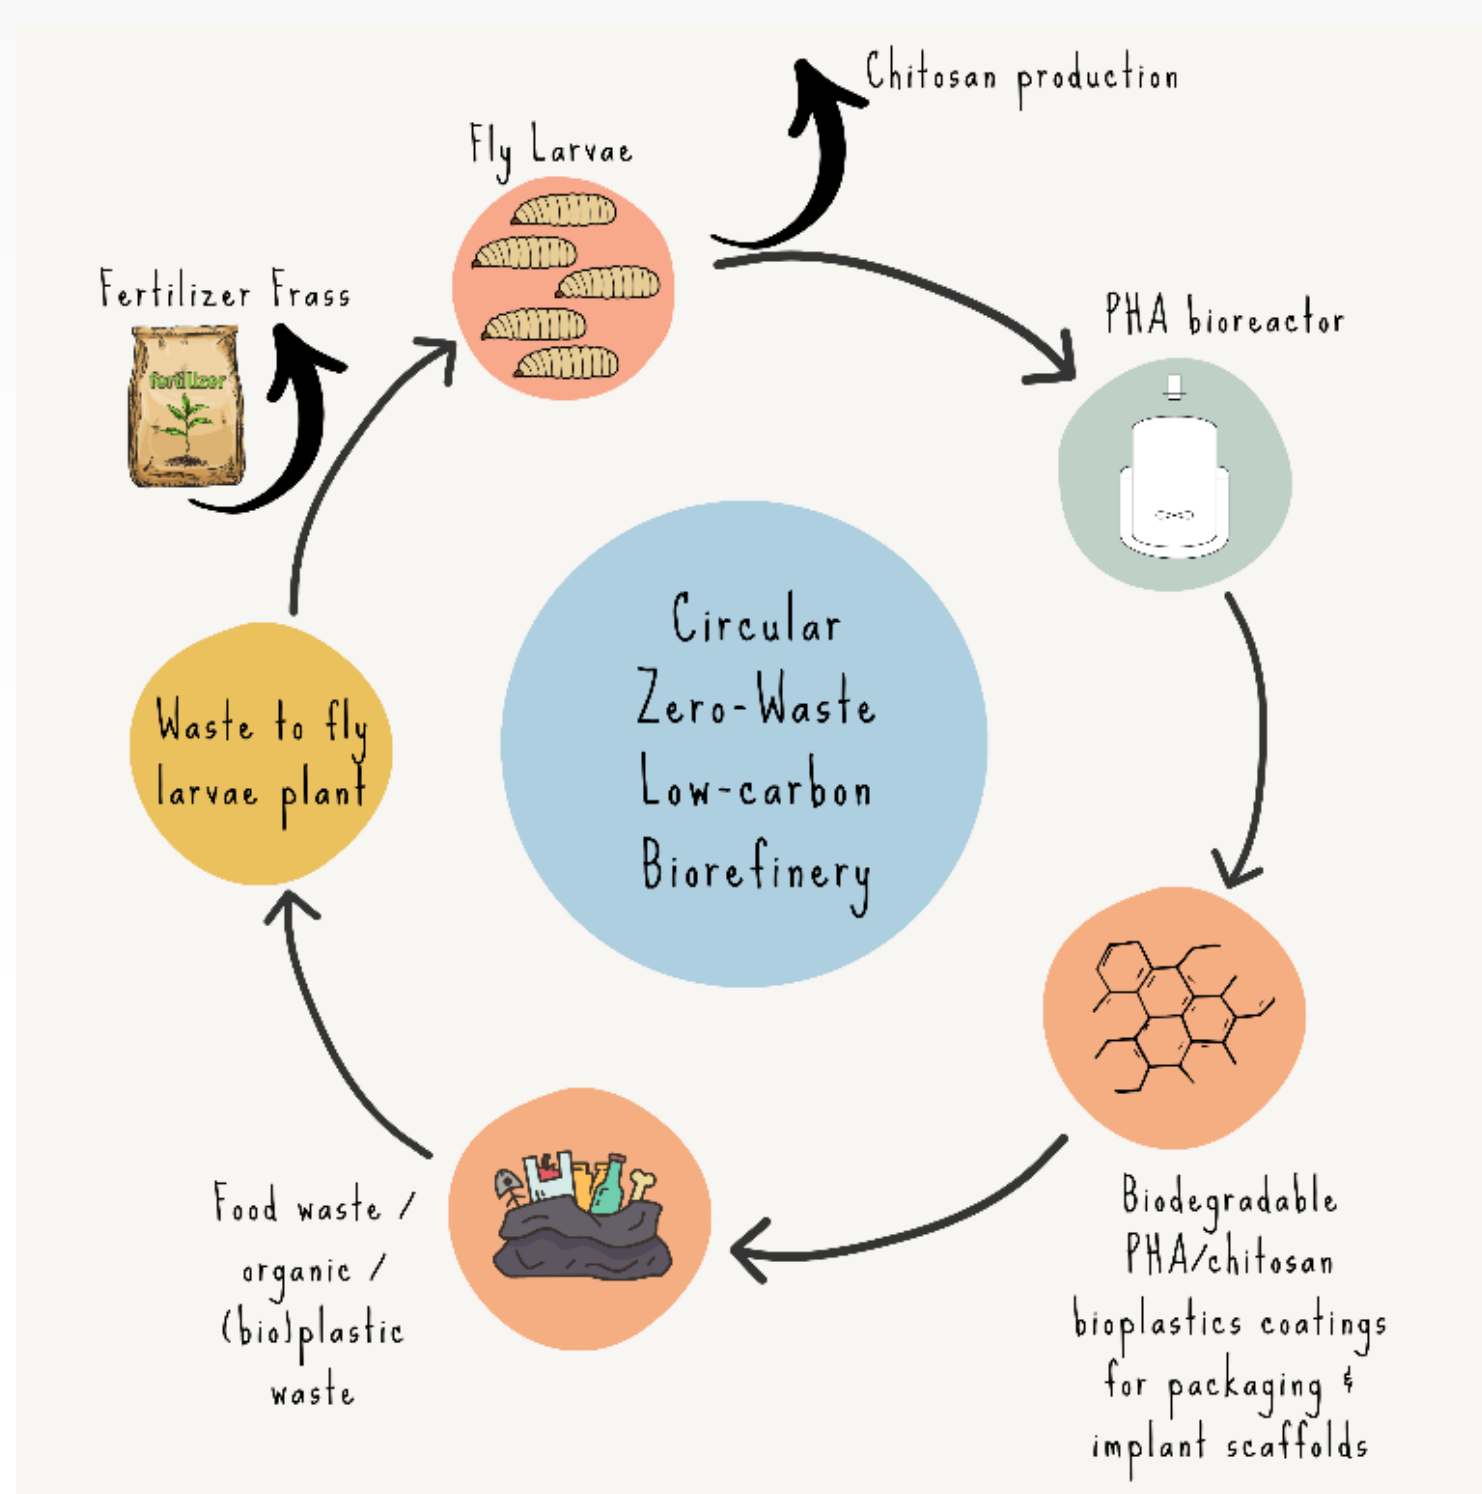 Chitosan production
Fly Larvae
Fertilizer Frass
fertilizer
PHA bioreactor
Circular
Zero-Waste
Low-carbon
Biorefinery
Waste to fly
larvae plant
Biodegradable
PHA/chitosan
bioplastics coatings
for packaging &
implant scaffolds
Food waste /
organic /
(bio)plastic
waste